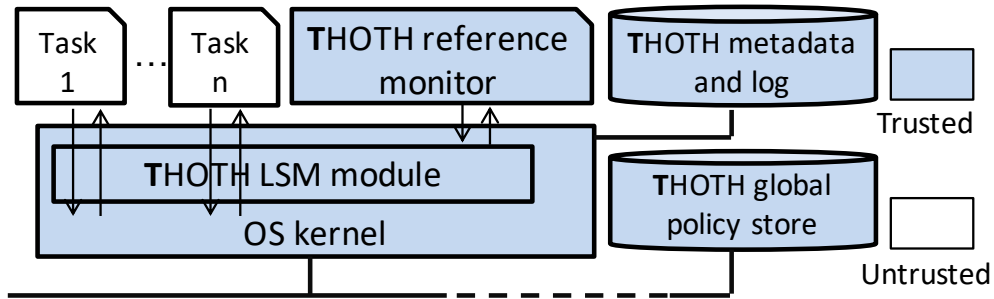 Task
1
...
Task
n
THOTH reference
monitor
THOTH metadata
and log
Trusted
THOTH LSM module
OS kernel
THOTH global
policy store
Untrusted